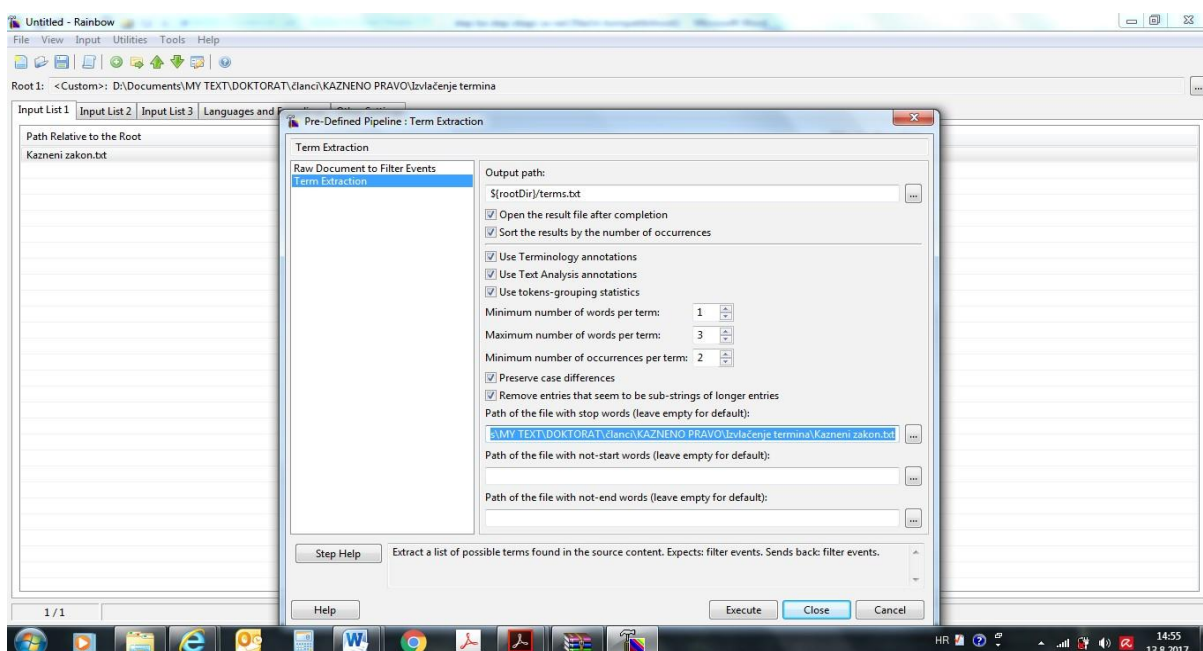 Untitled - Rainbow
File View Input Utilities Tools Help
Root 1: <Custom>: D:\Documents\MY TEXT\DOKTORAT\članci\KAZNENO PRAVO\Izvlačenje termina
...
Input List 1 Input List 2 Input List 3 Languages and
Path Relative to the Root
Kazneni zakon.txt
Pre-Defined Pipeline : Term Extraction
Term Extraction
Raw Document to Filter Events
Term Extraction
Output path:
${rootDir}/terms.txt
...
Open the result file after completion
Sort the results by the number of occurrences
Use Terminology annotations
Use Text Analysis annotations
Use tokens-grouping statistics
Minimum number of words per term: 1
Maximum number of words per term: 3
Minimum number of occurrences per term: 2
Preserve case differences
Remove entries that seem to be sub-strings of longer entries
Path of the file with stop words (leave empty for default):
s\MY TEXT\DOKTORAT\članci\KAZNENO PRAVO\Izvlačenje termina\Kazneni zakon.txt
...
Path of the file with not-start words (leave empty for default):
...
Path of the file with not-end words (leave empty for default):
...
Step Help
Extract a list of possible terms found in the source content. Expects: filter events. Sends back: filter events.
Help Execute Close Cancel
1 / 1
HR
14:55
13.8.2017